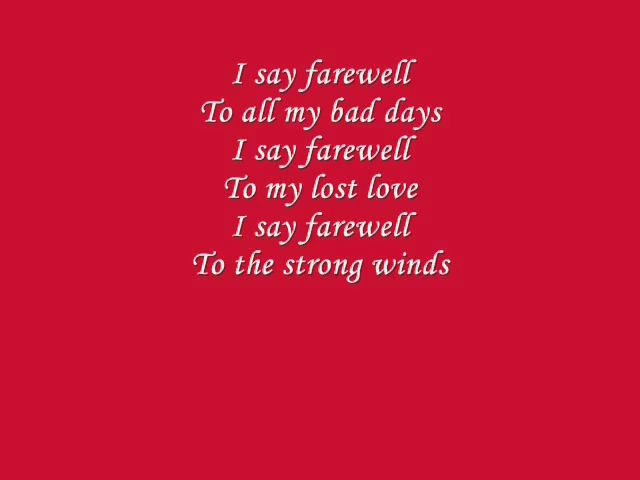 I say farewell
To all my bad days
I say farewell
To my lost love
I say farewell
To the strong winds